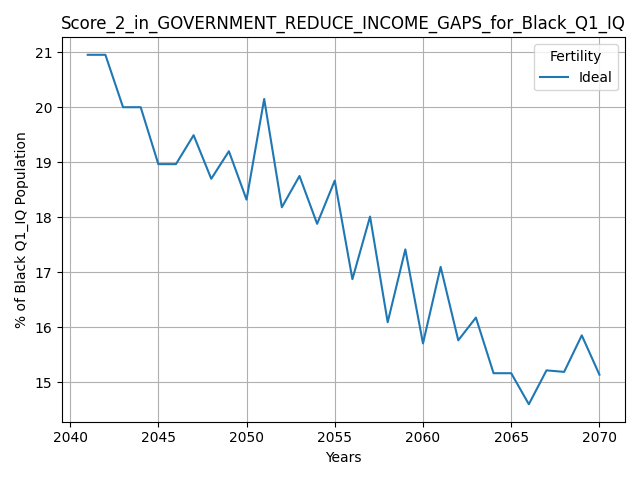 Score_2_in_GOVERNMENT_REDUCE_INCOME_GAPS_for_Black_Q1_IQ
Fertility
Ideal
% of Black Q1_IQ Population
21
20
19
18
17
16
15
2040 2045 2050 2055 2060 2065 2070
Years